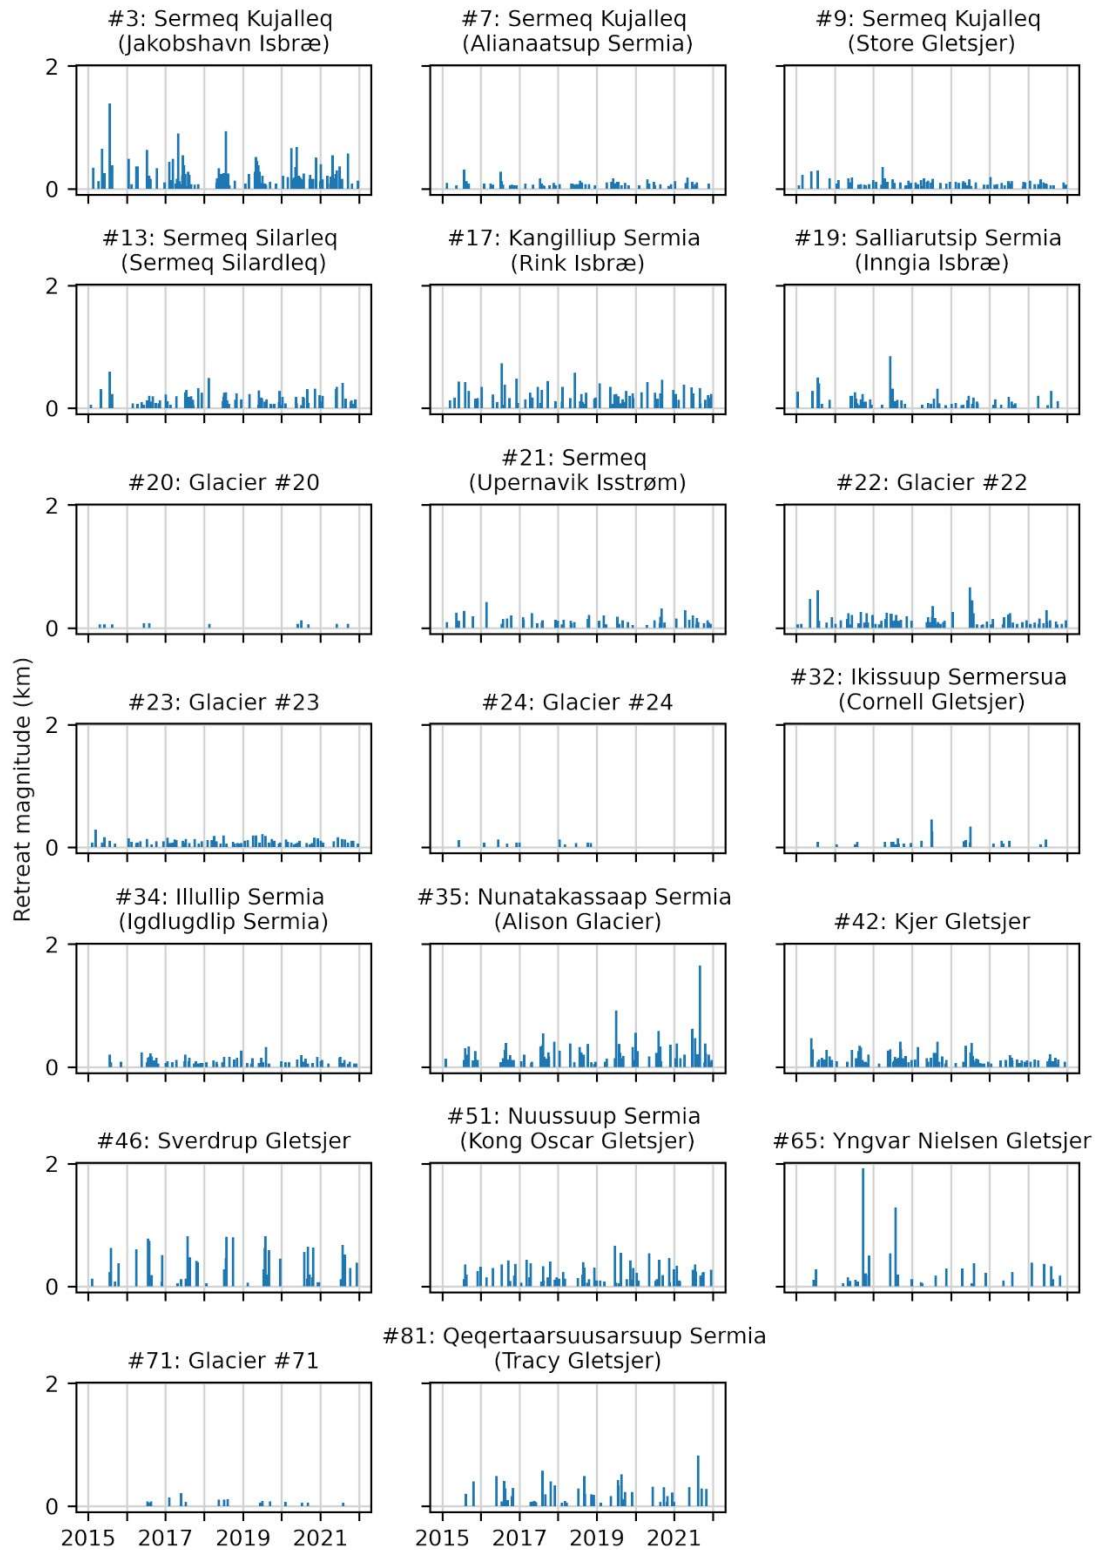 #3: Sermeq Kujalleq
(Jakobshavn Isbræ)
#7: Sermeq Kujalleq
(Alianaatsup Sermia)
#9: Sermeq Kujalleq
(Store Gletsjer)
2
0
#13: Sermeq Silarleq
(Sermeq Silardleq)
#17: Kangilliup Sermia
(Rink Isbræ)
#19: Salliarutsip Sermia
(Inngia Isbræ)
2
0
#20: Glacier #20
#21: Sermeq
(Upernavik Isstrøm)
#22: Glacier #22
2
0
Retreat magnitude (km)
#23: Glacier #23
#24: Glacier #24
#32: Ikissuup Sermersua
(Cornell Gletsjer)
2
0
#34: Illullip Sermia
(Igdlugdlip Sermia)
#35: Nunatakassaap Sermia
(Alison Glacier)
#42: Kjer Gletsjer
2
0
#46: Sverdrup Gletsjer
#51: Nuussuup Sermia
(Kong Oscar Gletsjer)
#65: Yngvar Nielsen Gletsjer
2
0
#71: Glacier #71
#81: Qeqertaarsuusarsuup Sermia
(Tracy Gletsjer)
2
0
2015 2017 2019 2021
2015 2017 2019 2021